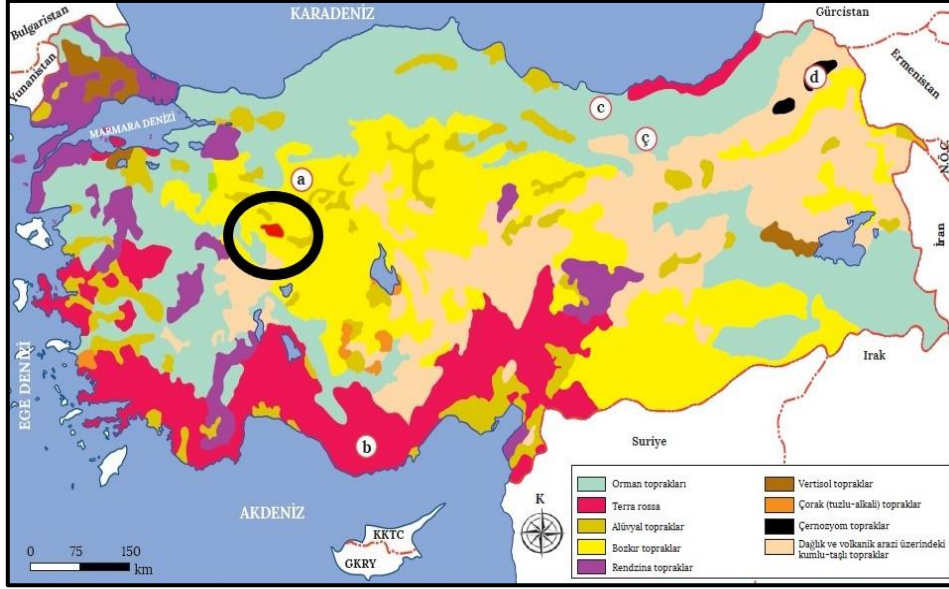 KARADENİZ
Gürcistan
Bulgaristan
Yunanistan
Ermenistan
MARMARA DENİZİ
N.Ö.C.
İran
a
b
c
ç
d
EGE DENİZİ
Irak
Suriye
AKDENİZ
KKTC
GKRY
K
0 75 150
km
Orman toprakları
Terra rossa
Alüvyal topraklar
Bozkır topraklar
Rendzina topraklar
Vertisol topraklar
Çorak (tuzlu-alkali) topraklar
Çernozyom topraklar
Dağlık ve volkanik arazi üzerindeki
kumlu-taşlı topraklar